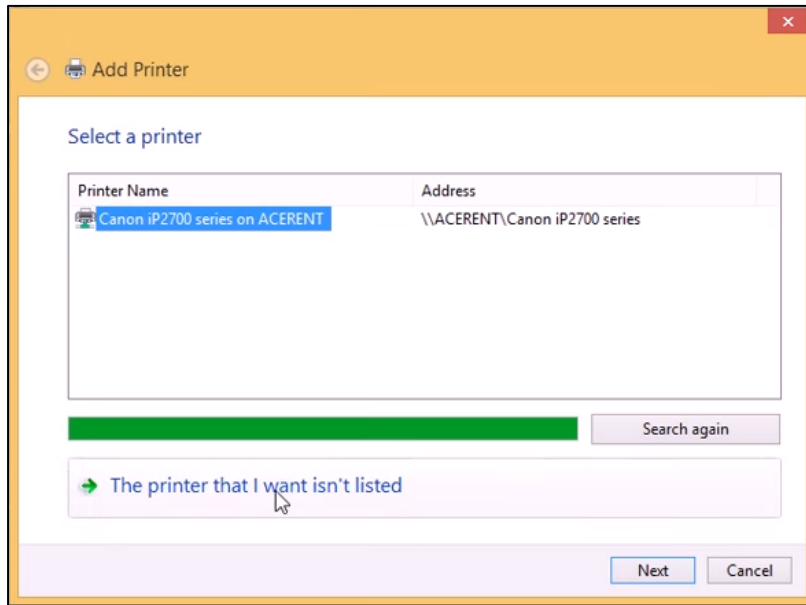 Add Printer
Select a printer
Printer Name Address
Canon iP2700 series on ACERENT \\ACERENT\Canon iP2700 series
Search again
The printer that I want isn't listed
Next Cancel